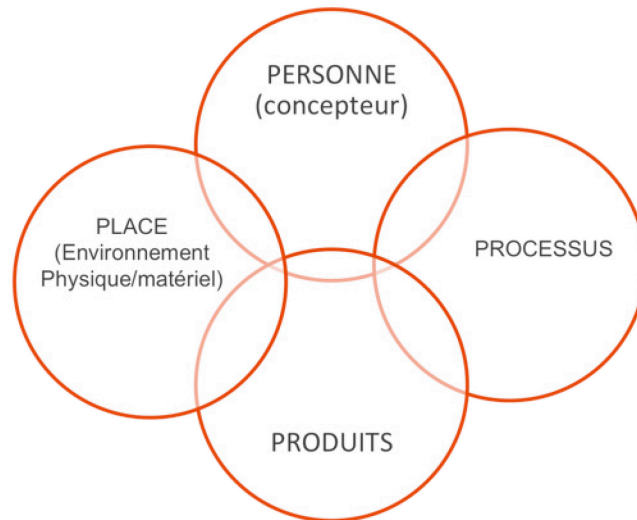 PERSONNE
(concepteur)
PLACE
(Environnement
Physique/matériel)
PROCESSUS
PRODUITS